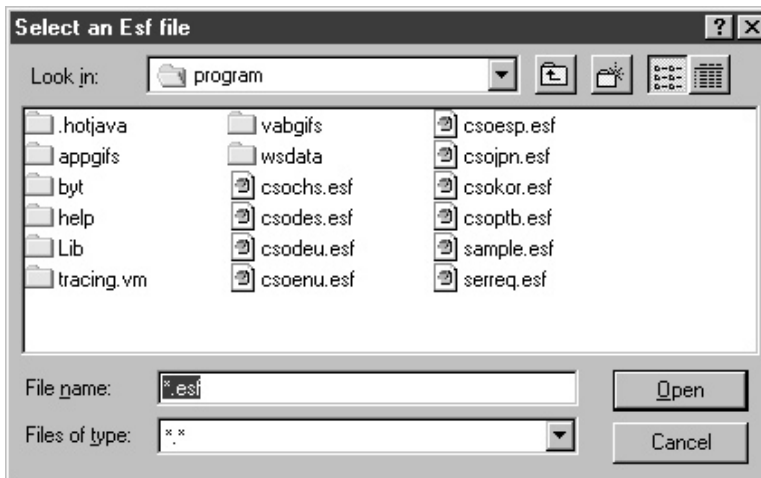 Select an Esf file
Look in:
program
.hotjava
appgifs
byt
help
Lib
tracing.vm
vabgifs
wsdata
csochs.esf
csodes.esf
csodeu.esf
csoenu.esf
csoesp.esf
csojpn.esf
csokor.esf
csoptb.esf
sample.esf
serreq.esf
File name:
*.esf
Open
Files of type:
*.*
Cancel